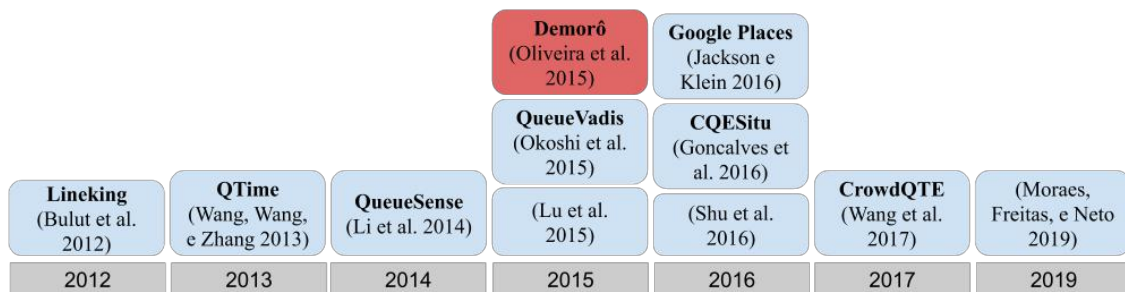 Demorô
(Oliveira et al.
2015)
Google Places
(Jackson e
Klein 2016)
QueueVadis
(Okoshi et al.
2015)
CQESitu
(Goncalves et
al. 2016)
Lineking
(Bulut et al.
2012)
QTime
(Wang, Wang,
e Zhang 2013)
QueueSense
(Li et al. 2014)
(Lu et al.
2015)
(Shu et al.
2016)
CrowdQTE
(Wang et al.
2017)
(Moraes,
Freitas, e Neto
2019)
2012
2013
2014
2015
2016
2017
2019